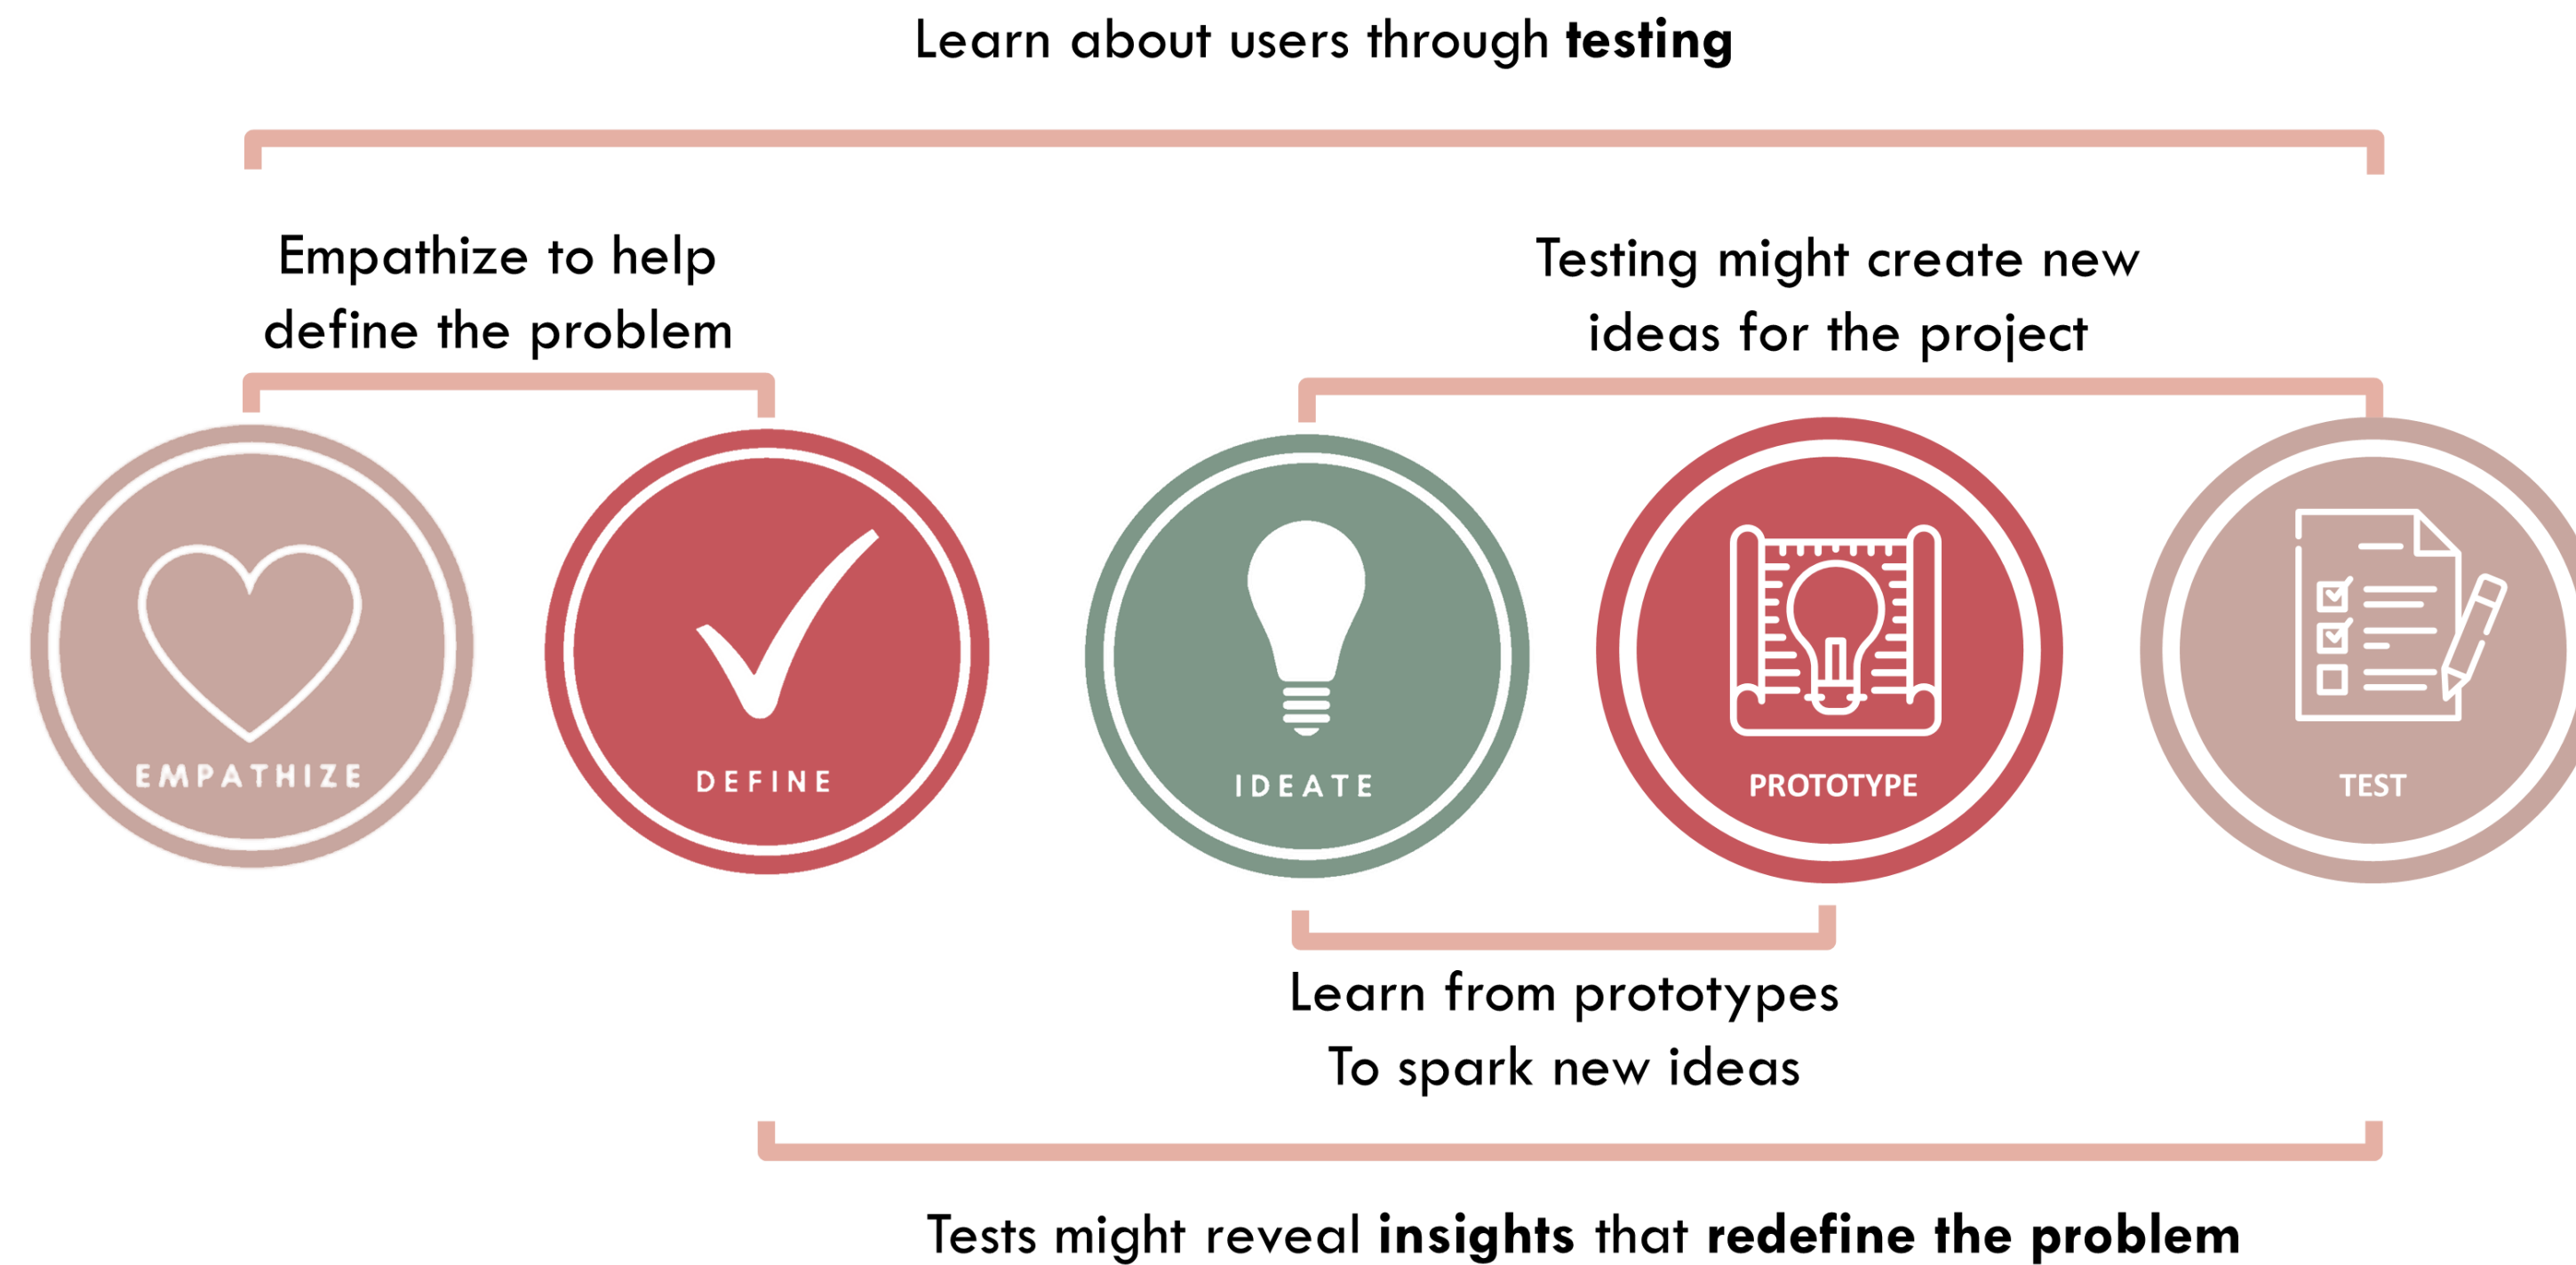 Learn about users through testing
Empathize to help
define the problem
Testing might create new
ideas for the project
EMPATHIZE
DEFINE
IDEATE
PROTOTYPE
TEST
Learn from prototypes
To spark new ideas
Tests might reveal insights that redefine the problem